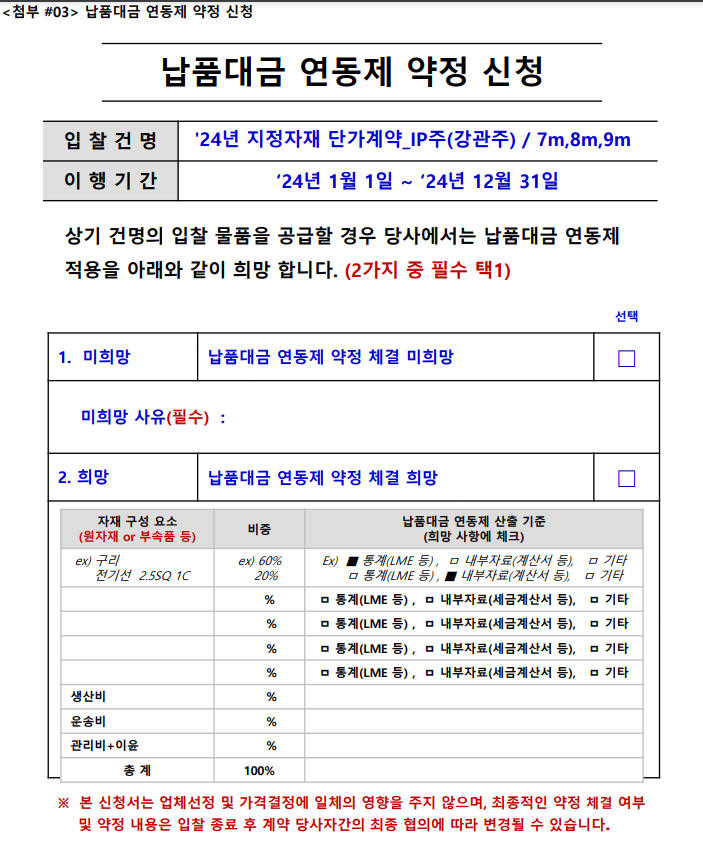 <첨부 #03> 납품대금 연동제 약정 신청
납품대금 연동제 약정 신청
입 찰 건 명 '24년 지정자재 단가계약_IP주(강관주) / 7m,8m,9m
이 행 기 간 ‘24년 1월 1일 ~ ‘24년 12월 31일
상기 건명의 입찰 물품을 공급할 경우 당사에서는 납품대금 연동제
적용을 아래와 같이 희망 합니다. (2가지 중 필수 택1)
선택
1. 미희망 납품대금 연동제 약정 체결 미희망 □
미희망 사유(필수) :
2. 희망 납품대금 연동제 약정 체결 희망 □
자재 구성 요소 비중 납품대금 연동제 산출 기준
(원자재 or 부속품 등) (희망 사항에 체크)
ex) 구리 ex) 60% Ex) ■ 통계(LME 등) , ㅁ 내부자료(계산서 등), ㅁ 기타
전기선 2.5SQ 1C 20% ㅁ 통계(LME 등) , ■ 내부자료(계산서 등), ㅁ 기타
% ㅁ 통계(LME 등) , ㅁ 내부자료(세금계산서 등), ㅁ 기타
% ㅁ 통계(LME 등) , ㅁ 내부자료(세금계산서 등), ㅁ 기타
% ㅁ 통계(LME 등) , ㅁ 내부자료(세금계산서 등), ㅁ 기타
% ㅁ 통계(LME 등) , ㅁ 내부자료(세금계산서 등), ㅁ 기타
생산비 %
운송비 %
관리비+이윤 %
총 계 100%
※ 본 신청서는 업체선정 및 가격결정에 일체의 영향을 주지 않으며, 최종적인 약정 체결 여부
및 약정 내용은 입찰 종료 후 계약 당사자간의 최종 협의에 따라 변경될 수 있습니다.